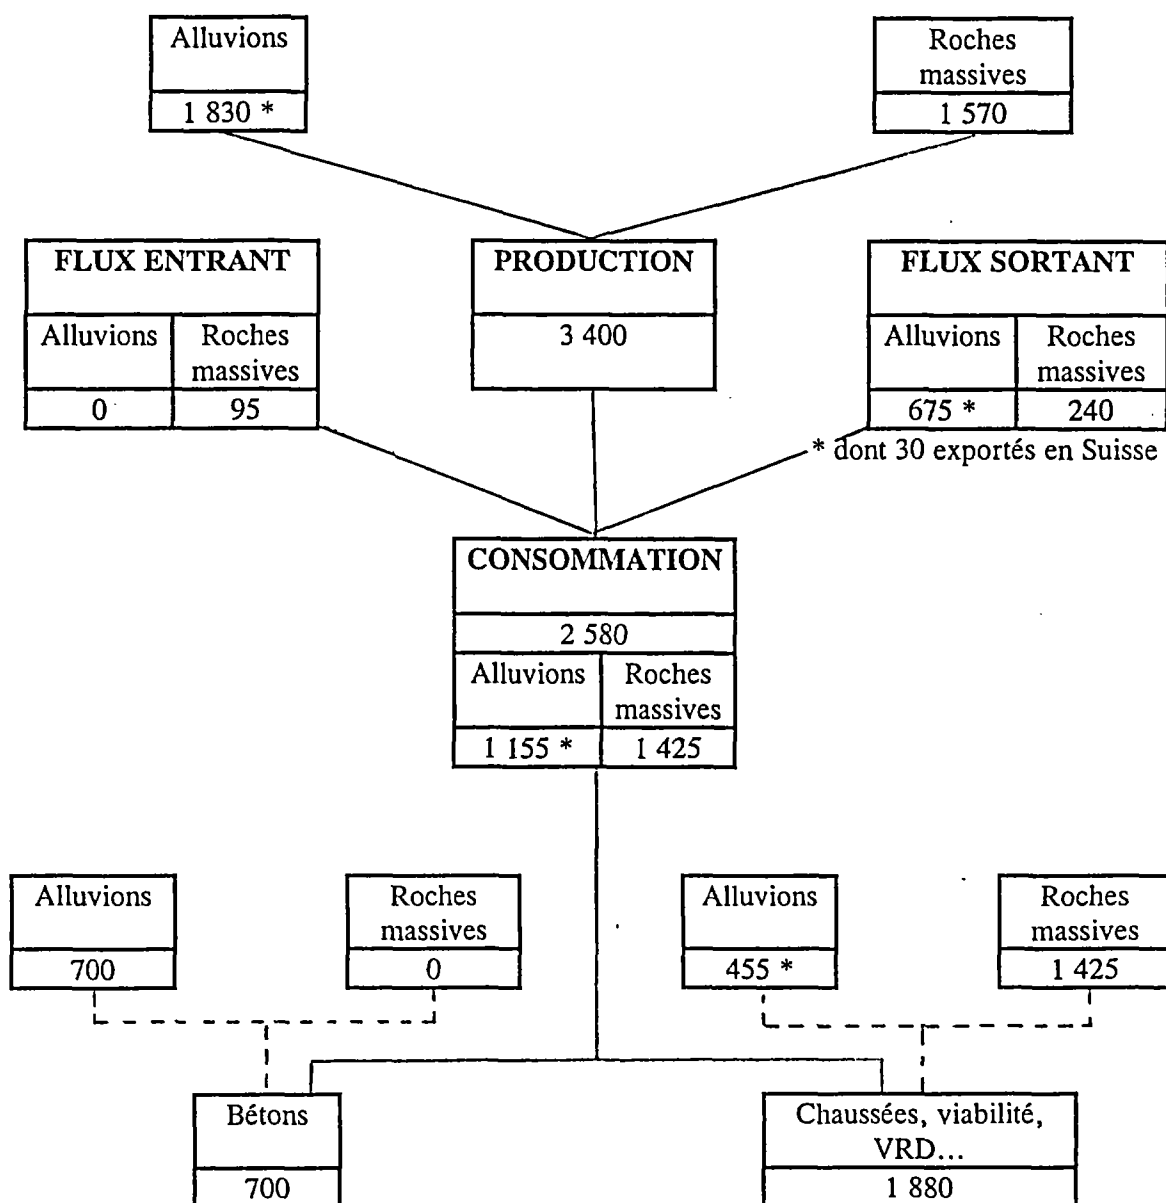 Alluvions
1 830 *
Roches
massives
1 570
FLUX ENTRANT
Alluvions
Roches
massives
0
95
PRODUCTION
3 400
FLUX SORTANT
Alluvions
Roches
massives
675 *
240
* dont 30 exportés en Suisse
CONSOMMATION
2 580
Alluvions
Roches
massives
1 155 *
1 425
Alluvions
700
Roches
massives
0
Alluvions
455 *
Roches
massives
1 425
Bétons
700
Chaussées, viabilité,
VRD...
1 880